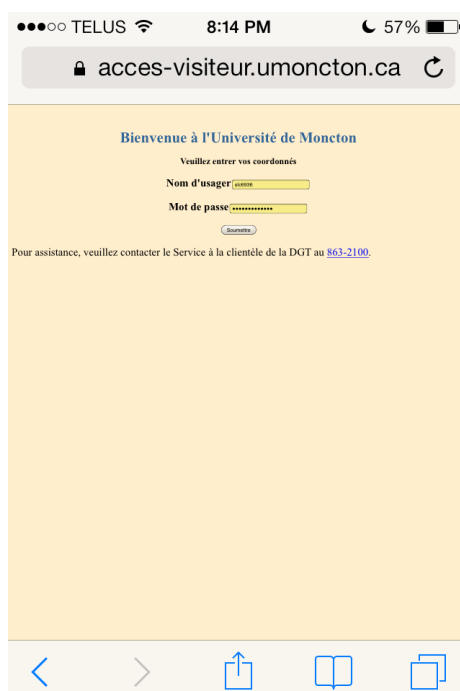 TELUS 8:14 PM 57%
acces-visiteur.umoncton.ca
Bienvenue à l'Université de Moncton
Veuillez entrer vos coordonnés
Nom d'usager
Mot de passe •••••••••••••
Soumettre
Pour assistance, veuillez contacter le Service à la clientèle de la DGT au 863-2100.